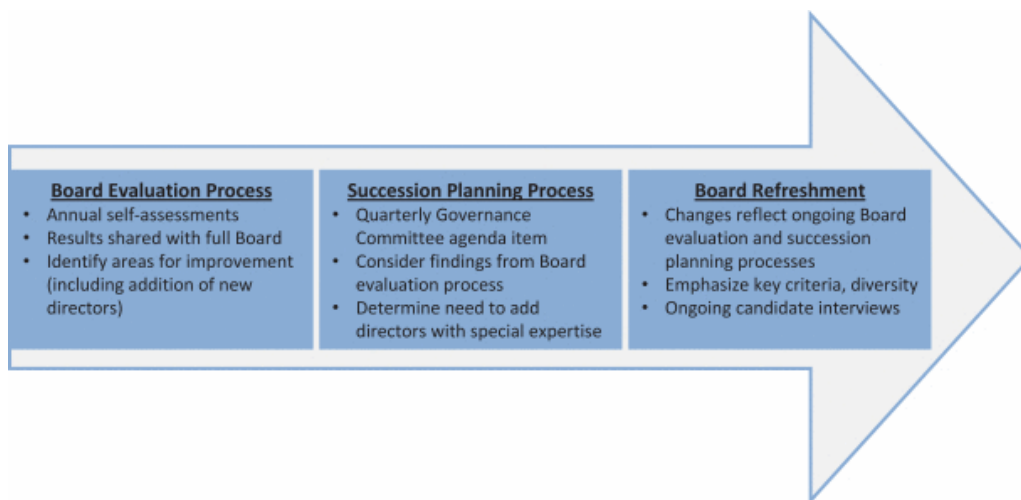 Board Evaluation Process
• Annual self-assessments
• Results shared with full Board
• Identify areas for improvement
(including addition of new
directors)
Succession Planning Process
• Quarterly Governance
Committee agenda item
• Consider findings from Board
evaluation process
• Determine need to add
directors with special expertise
Board Refreshment
• Changes reflect ongoing Board
evaluation and succession
planning processes
• Emphasize key criteria, diversity
• Ongoing candidate interviews